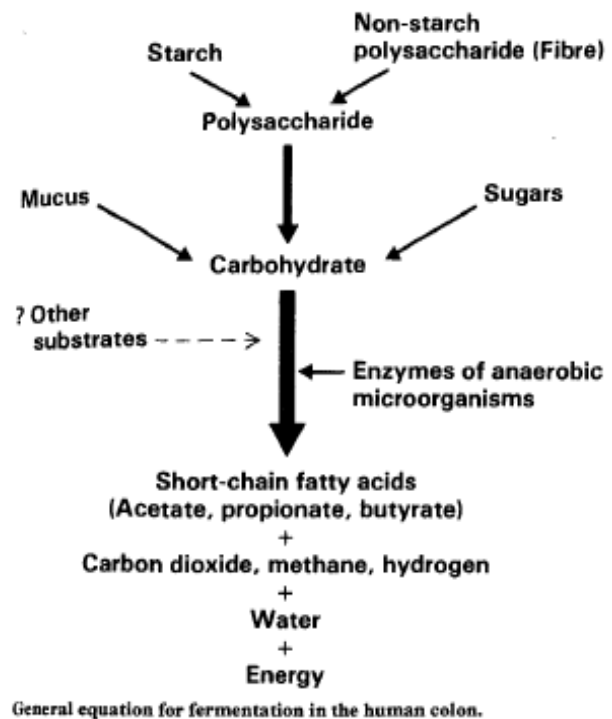 Starch
Non-starch
polysaccharide (Fibre)
Polysaccharide
Mucus
Sugars
Carbohydrate
? Other
substrates
Enzymes of anaerobic
microorganisms
Short-chain fatty acids
(Acetate, propionate, butyrate)
+
Carbon dioxide, methane, hydrogen
+
Water
+
Energy
General equation for fermentation in the human colon.